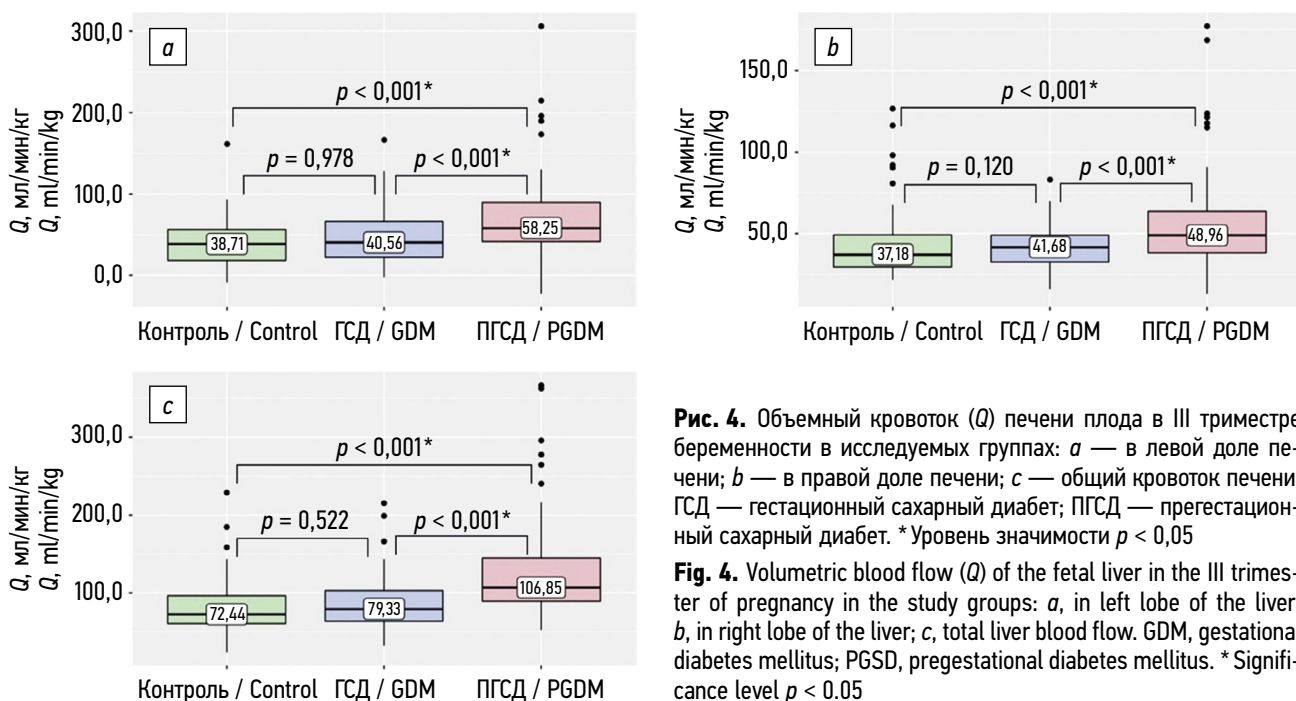 300,0
a
p < 0,001*
200,0
p = 0,978
p < 0,001*
100,0
0,0
38,71
40,56
58,25
Q, мл/мин/кг
Q, ml/min/kg
Контроль / Control
ГСД / GDM
ПГСД / PGDM
b
150,0
p < 0,001*
100,0
p = 0,120
p < 0,001*
50,0
37,18
41,68
48,96
Q, мл/мин/кг
Q, ml/min/kg
Контроль / Control
ГСД / GDM
ПГСД / PGDM
c
300,0
p < 0,001*
200,0
p = 0,522
p < 0,001*
100,0
72,44
79,33
106,85
Q, мл/мин/кг
Q, ml/min/kg
Контроль / Control
ГСД / GDM
ПГСД / PGDM
Рис. 4. Объемный кровоток (Q) печени плода в III триместре
беременности в исследуемых группах: a — в левой доле пе-
чени; b — в правой доле печени; c — общий кровоток печени
ГСД — гестационный сахарный диабет; ПГСД — прегестацион-
ный сахарный диабет. * Уровень значимости p < 0,05
Fig. 4. Volumetric blood flow (Q) of the fetal liver in the III trimes-
ter of pregnancy in the study groups: a, in left lobe of the liver
b, in right lobe of the liver; c, total liver blood flow. GDM, gestationa
diabetes mellitus; PGSD, pregestational diabetes mellitus. * Signifi-
cance level p < 0.05